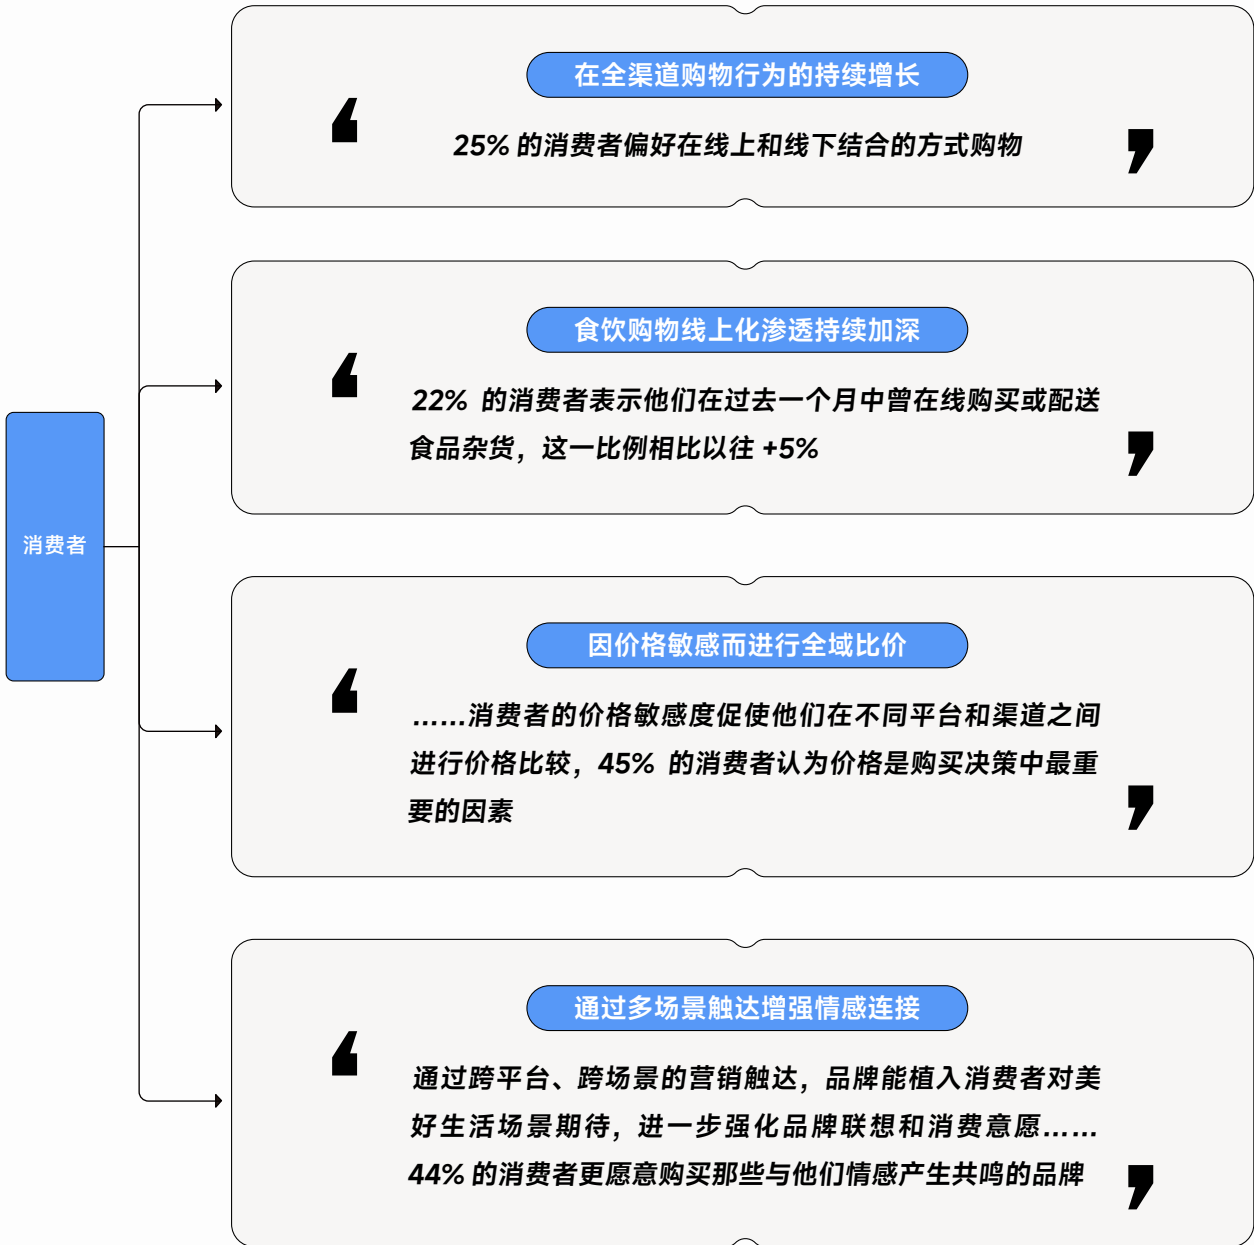 在全渠道购物行为的持续增长
25% 的消费者偏好在线上和线下结合的方式购物
食饮购物线上化渗透持续加深
22% 的消费者表示他们在过去一个月中曾在线购买或配送
食品杂货，这一比例相比以往 +5%
消费者
因价格敏感而进行全域比价
……消费者的价格敏感度促使他们在不同平台和渠道之间
进行价格比较，45% 的消费者认为价格是购买决策中最重
要的因素
通过多场景触达增强情感连接
通过跨平台、跨场景的营销触达，品牌能植入消费者对美
好生活场景期待，进一步强化品牌联想和消费意愿……
44% 的消费者更愿意购买那些与他们情感产生共鸣的品牌